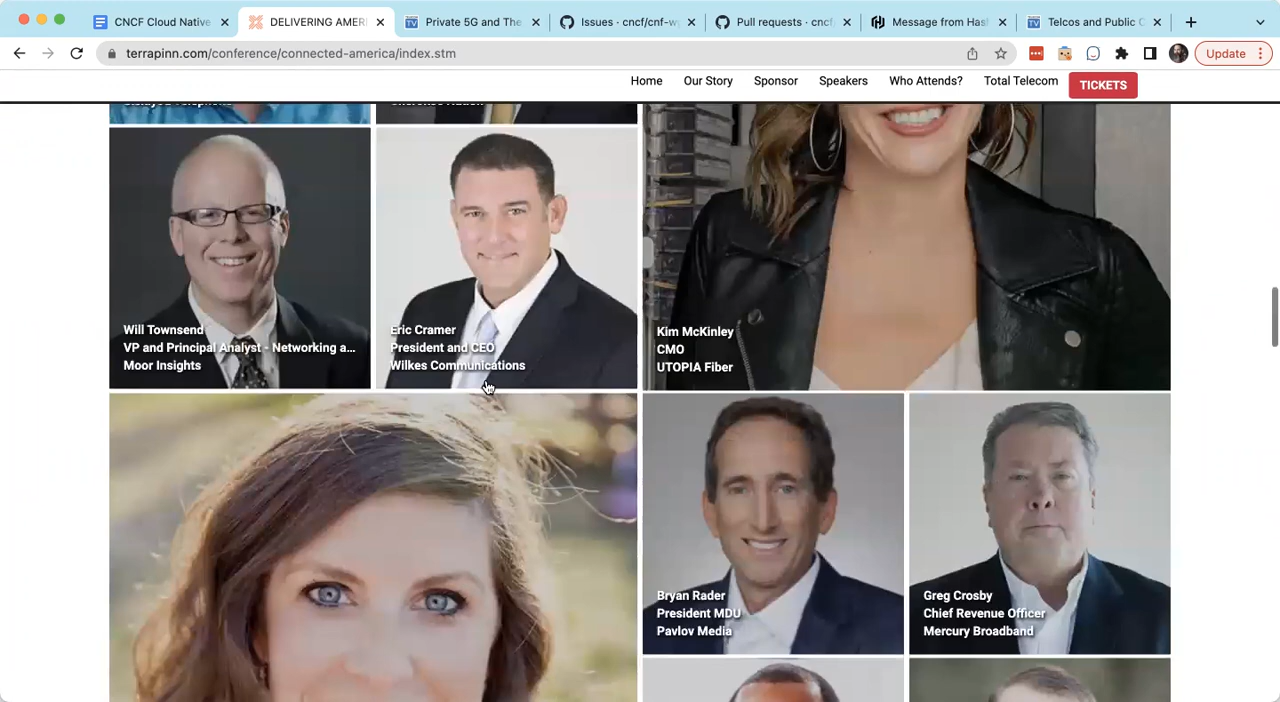 CNCF Cloud Native
DELIVERING AMERI
Private 5G and The
Issues · cncf/cnf-w
Pull requests · cncf
Message from Has
Telcos and Public C
terrapinn.com/conference/connected-america/index.stm
Update
Home
Our Story
Sponsor
Speakers
Who Attends?
Total Telecom
TICKETS
Will Townsend
VP and Principal Analyst - Networking a...
Moor Insights
Eric Cramer
President and CEO
Wilkes Communications
Kim McKinley
CMO
UTOPIA Fiber
Bryan Rader
President MDU
Pavlov Media
Greg Crosby
Chief Revenue Officer
Mercury Broadband